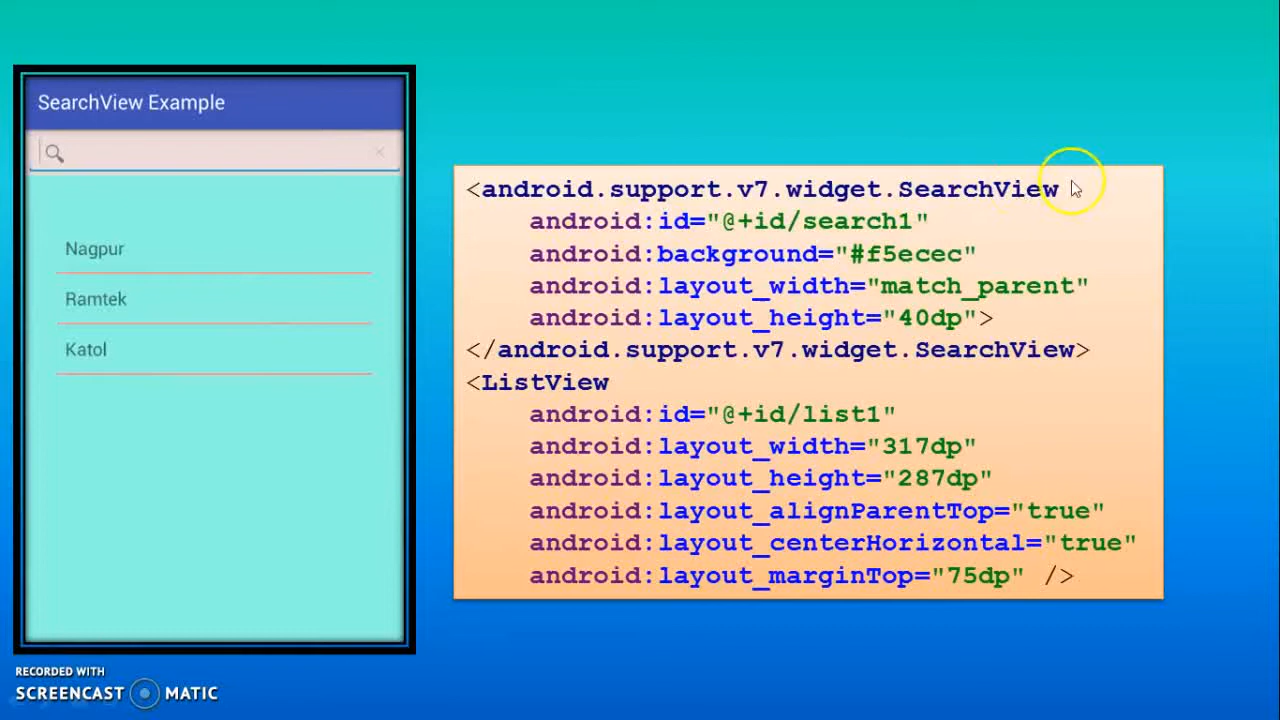 SearchView Example
Nagpur
Ramtek
Katol
<android.support.v7.widget.SearchView
android:id="@+id/search1"
android:background="#f5ecec"
android:layout_width="match_parent"
android:layout_height="40dp">
</android.support.v7.widget.SearchView>
<ListView
android:id="@+id/list1"
android:layout_width="317dp"
android:layout_height="287dp"
android:layout_alignParentTop="true"
android:layout_centerHorizontal="true"
android:layout_marginTop="75dp" />
RECORDED WITH
SCREENCAST MATIC